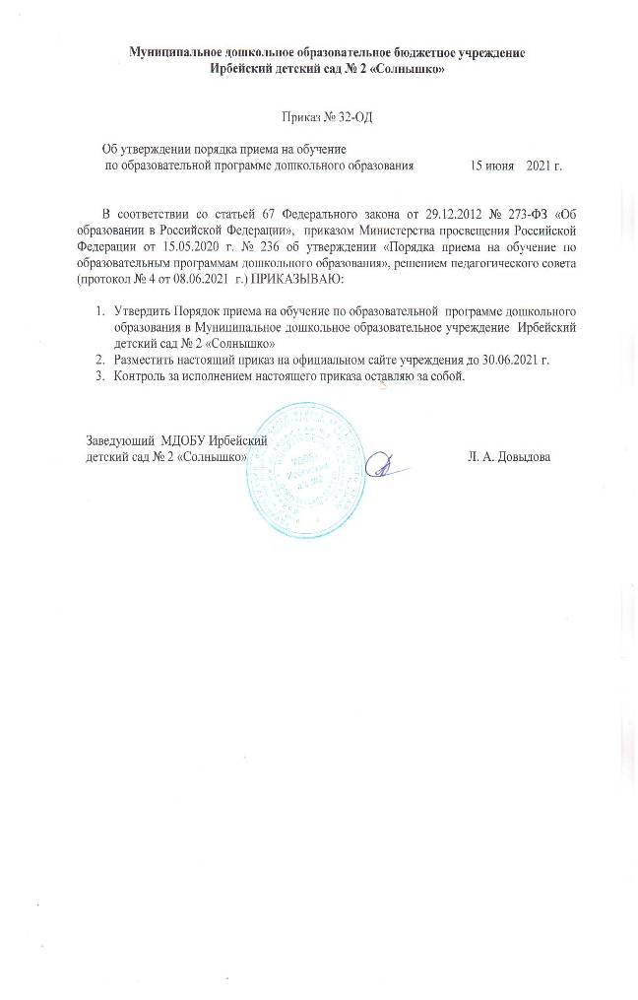 Муниципальное дошкольное образовательное бюджетное учреждение
Ирбейский детский сад № 2 «Солнышко»
Приказ № 32-ОД
Об утверждении порядка приема на обучение
по образовательной программе дошкольного образования 15 июня 2021 г.
В соответствии со статьей 67 Федерального закона от 29.12.2012 № 273-ФЗ «Об
образовании в Российской Федерации», приказом Министерства просвещения Российской
Федерации от 15.05.2020 г. № 236 об утверждении «Порядка приема на обучение по
образовательным программам дошкольного образования», решением педагогического совета
(протокол № 4 от 08.06.2021 г.) ПРИКАЗЫВАЮ:
1. Утвердить Порядок приема на обучение по образовательной программе дошкольного
образования в Муниципальное дошкольное образовательное учреждение Ирбейский
детский сад № 2 «Солнышко»
2. Разместить настоящий приказ на официальном сайте учреждения до 30.06.2021 г.
3. Контроль за исполнением настоящего приказа оставляю за собой.
Заведующий МДОБУ Ирбейский
детский сад № 2 «Солнышко» Л. А. Довыдова
МДОБУ
Ирбейский
д/с №2